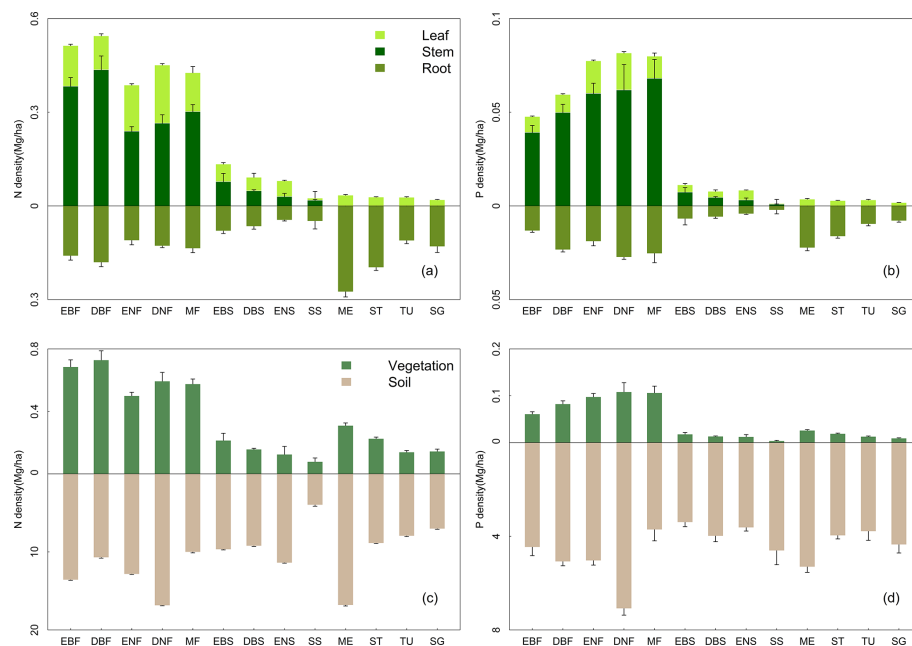 0.6
0.3
0
0.3
N density(Mg/ha)
Leaf
Stem
Root
(a)
EBF DBF ENF DNF MF EBS DBS ENS SS ME ST TU SG
0.1
0.05
0
0.05
P density(Mg/ha)
(b)
EBF DBF ENF DNF MF EBS DBS ENS SS ME ST TU SG
0.8
0.4
0
10
20
N density(Mg/ha)
Vegetation
Soil
(c)
EBF DBF ENF DNF MF EBS DBS ENS SS ME ST TU SG
0.2
0.1
0
4
8
P density(Mg/ha)
(d)
EBF DBF ENF DNF MF EBS DBS ENS SS ME ST TU SG